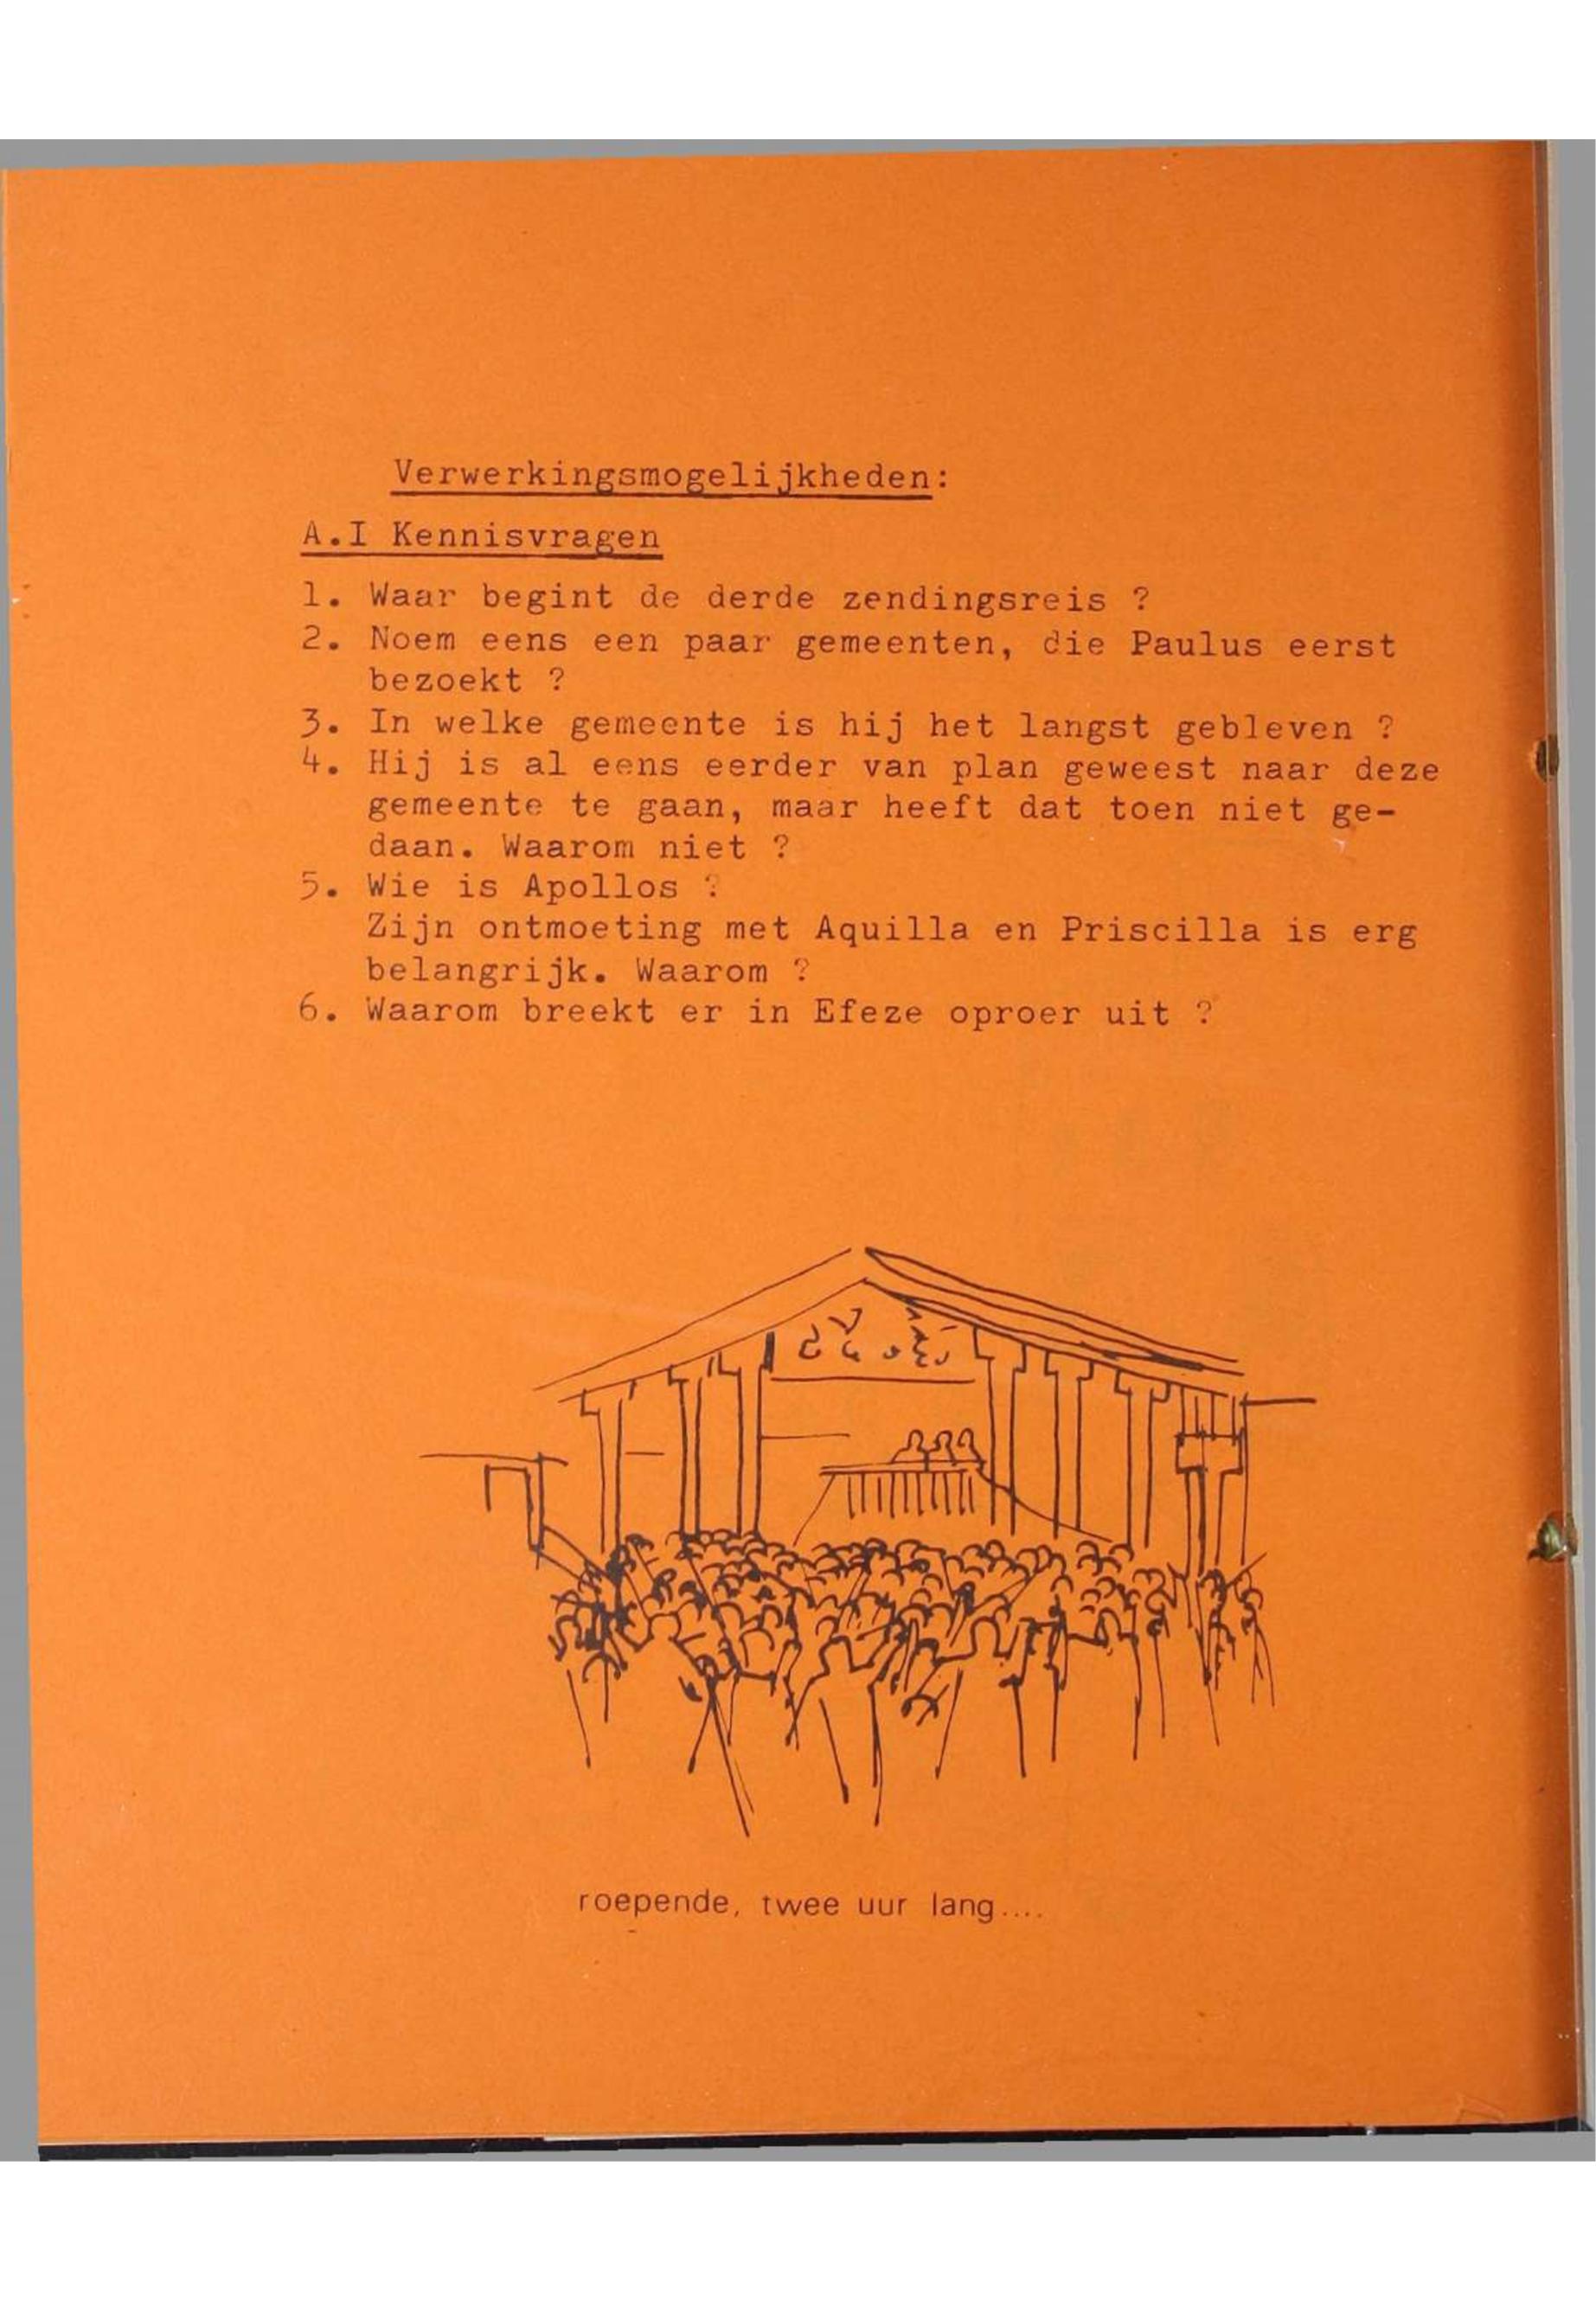 Verwerkingsmogelijkheden:
A.I Kennisvragen
1. Waar begint de derde zendingsreis ?
2. Noem eens een paar gemeenten, die Paulus eerst
bezoekt ?
3. In welke gemeente is hij het langst gebleven ?
4. Hij is al eens eerder van plan geweest naar deze
gemeente te gaan, maar heeft dat toen niet ge-
daan. Waarom niet ?
5. Wie is Apollos ?
Zijn ontmoeting met Aquilla en Priscilla is erg
belangrijk. Waarom ?
6. Waarom breekt er in Efeze oproer uit ?
roepende, twee uur lang....